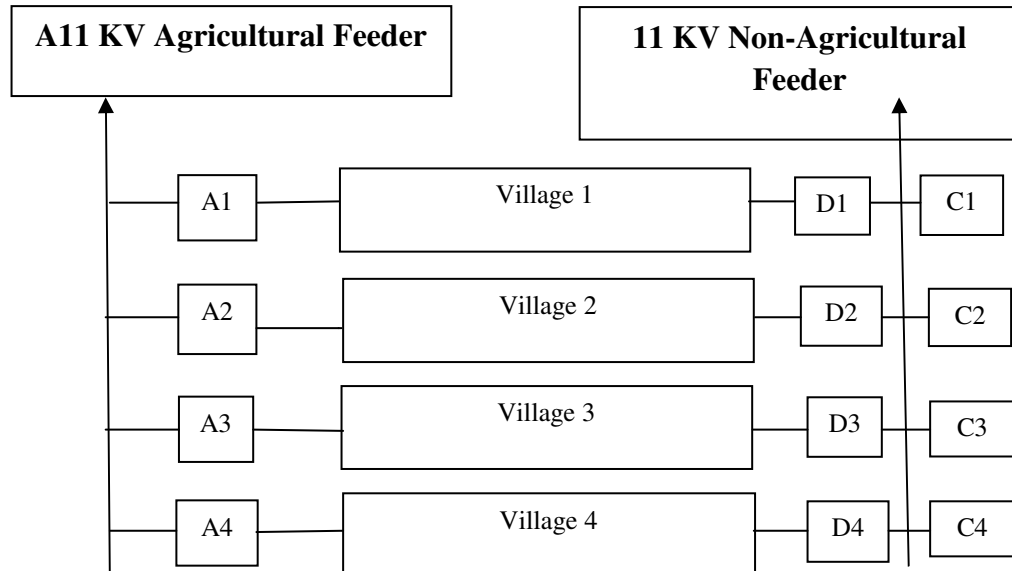 A11 KV Agricultural Feeder
11 KV Non-Agricultural
Feeder
A1
Village 1
D1
C1
A2
Village 2
D2
C2
A3
Village 3
D3
C3
A4
Village 4
D4
C4